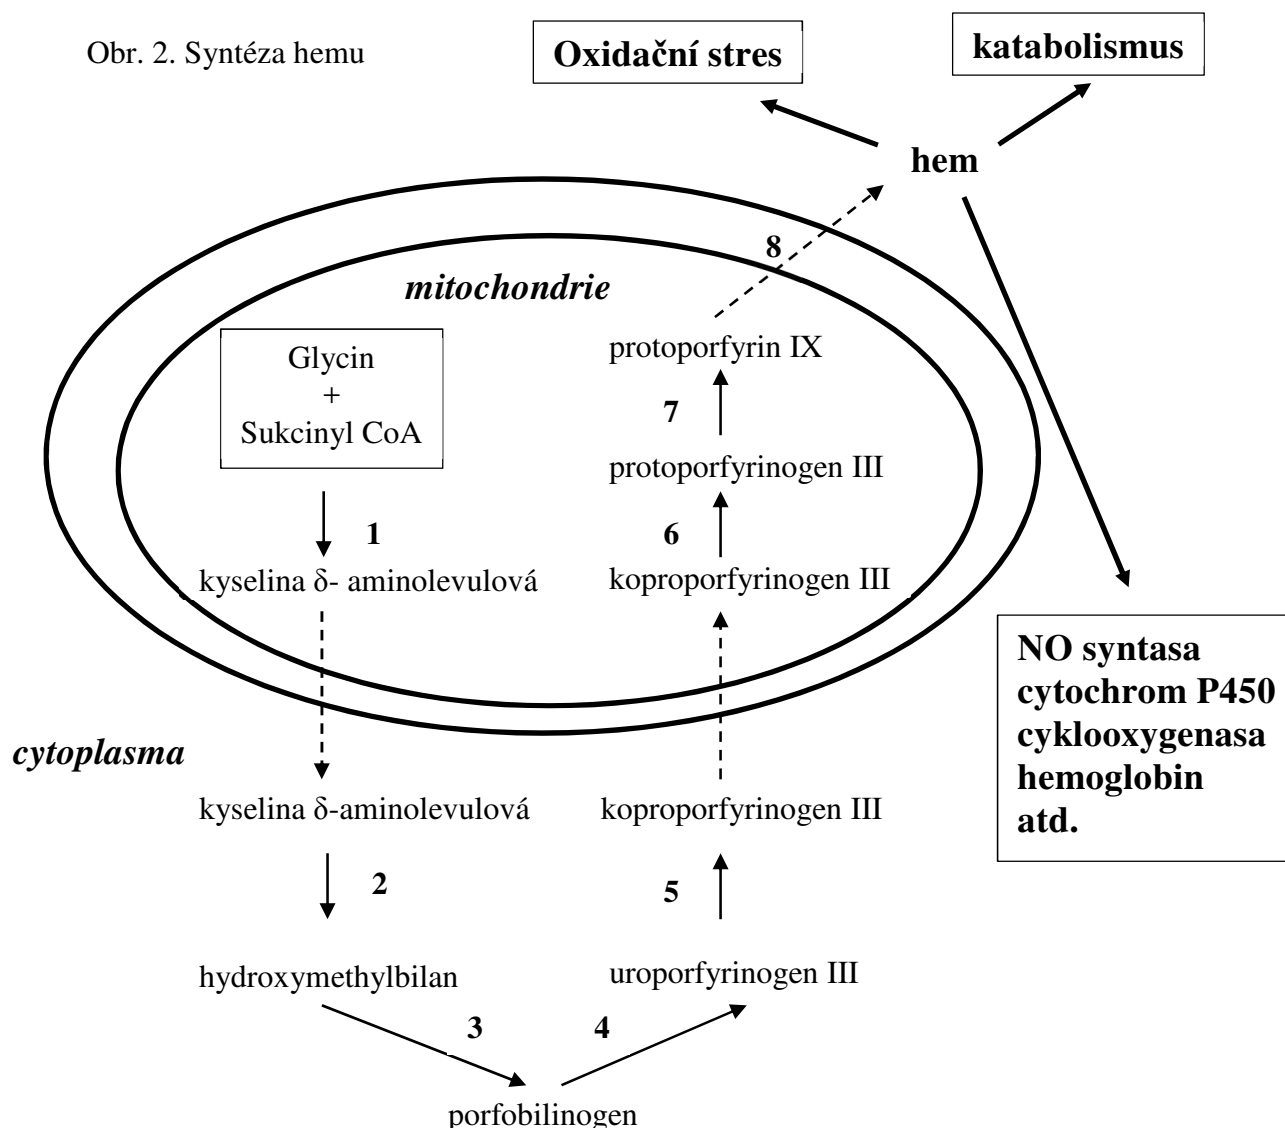 Obr. 2. Syntéza hemu
Oxidační stres
katabolismus
hem
8
mitochondrie
Glycin
+
Sukcinyl CoA
protoporfyrin IX
7
protoporfyrinogen III
1
6
kyselina δ- aminolevulová
koproporfyrinogen III
NO syntasa
cytochrom P450
cyklooxygenasa
hemoglobin
atd.
cytoplasma
kyselina δ-aminolevulová
koproporfyrinogen III
2
5
hydroxymethylbilan
uroporfyrinogen III
3
4
porfobilinogen